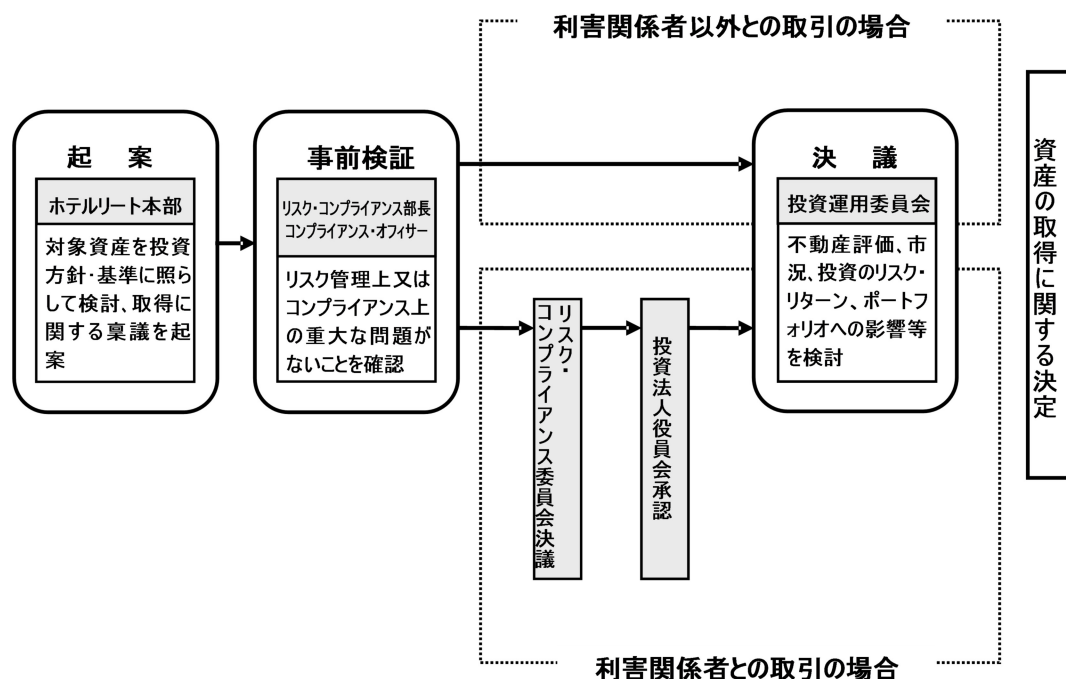 利害関係者以外との取引の場合
起案
ホテルリート本部
対象資産を投資
方針・基準に照ら
して検討、取得に
関する稟議を起
案
事前検証
リスク・コンプライアンス部長
コンプライアンス・オフィサー
リスク管理上又は
コンプライアンス上
の重大な問題が
ないことを確認
リスク・
コンプライアンス委員会決議
投資法人役員会承認
決議
投資運用委員会
不動産評価、市
況、投資のリスク・
リターン、ポートフ
ォリオへの影響等
を検討
資産の取得に関する決定
利害関係者との取引の場合